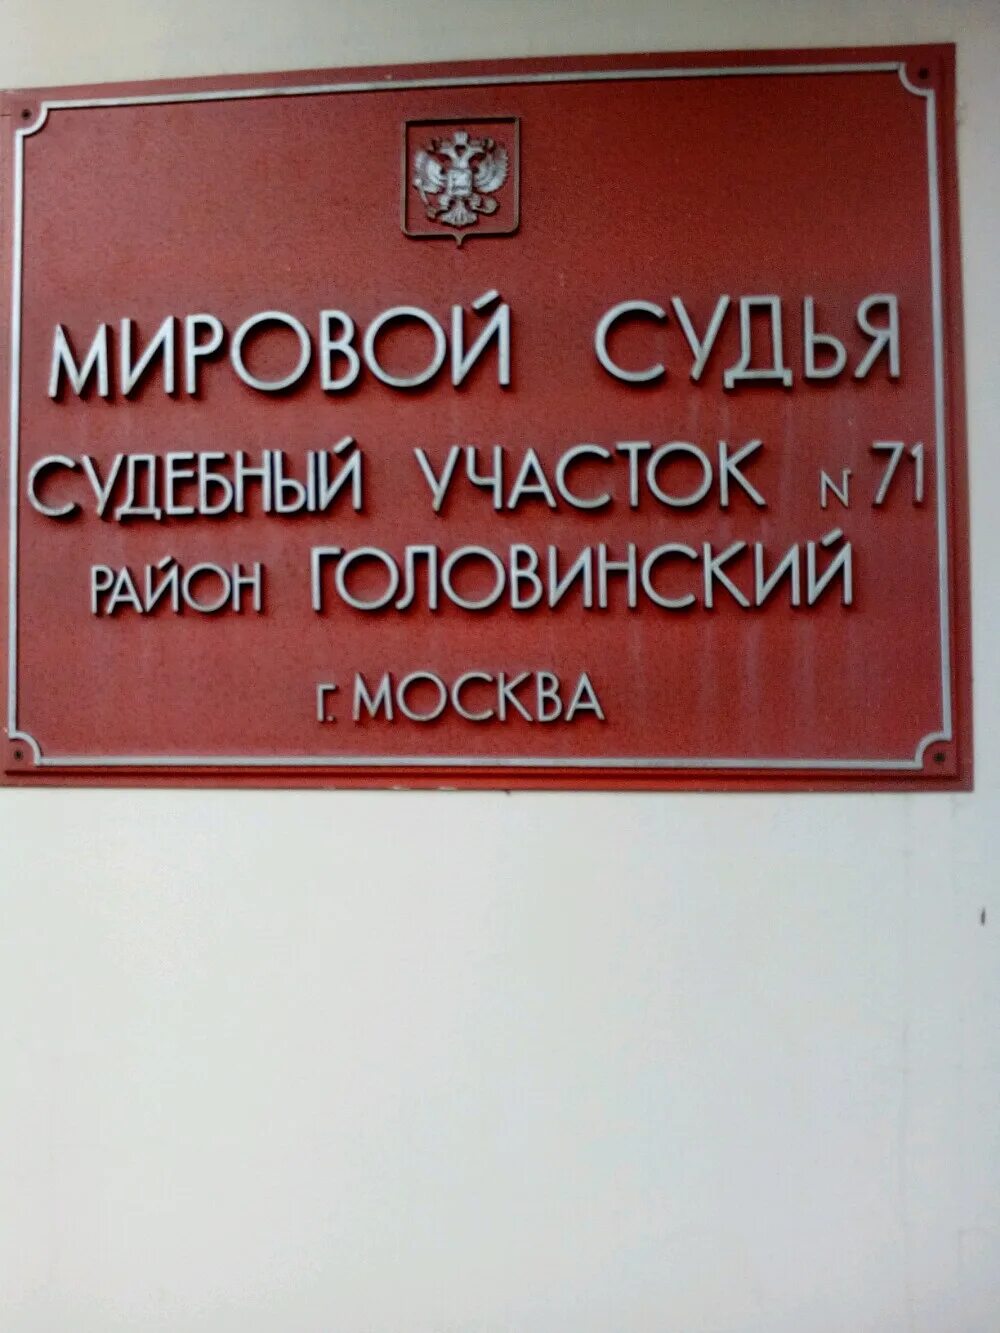 МИРОВОЙ СУДЬЯ
СУДЕБНЫЙ УЧАСТОК N 71
РАЙОН ГОЛОВИНСКИЙ
г. МОСКВА